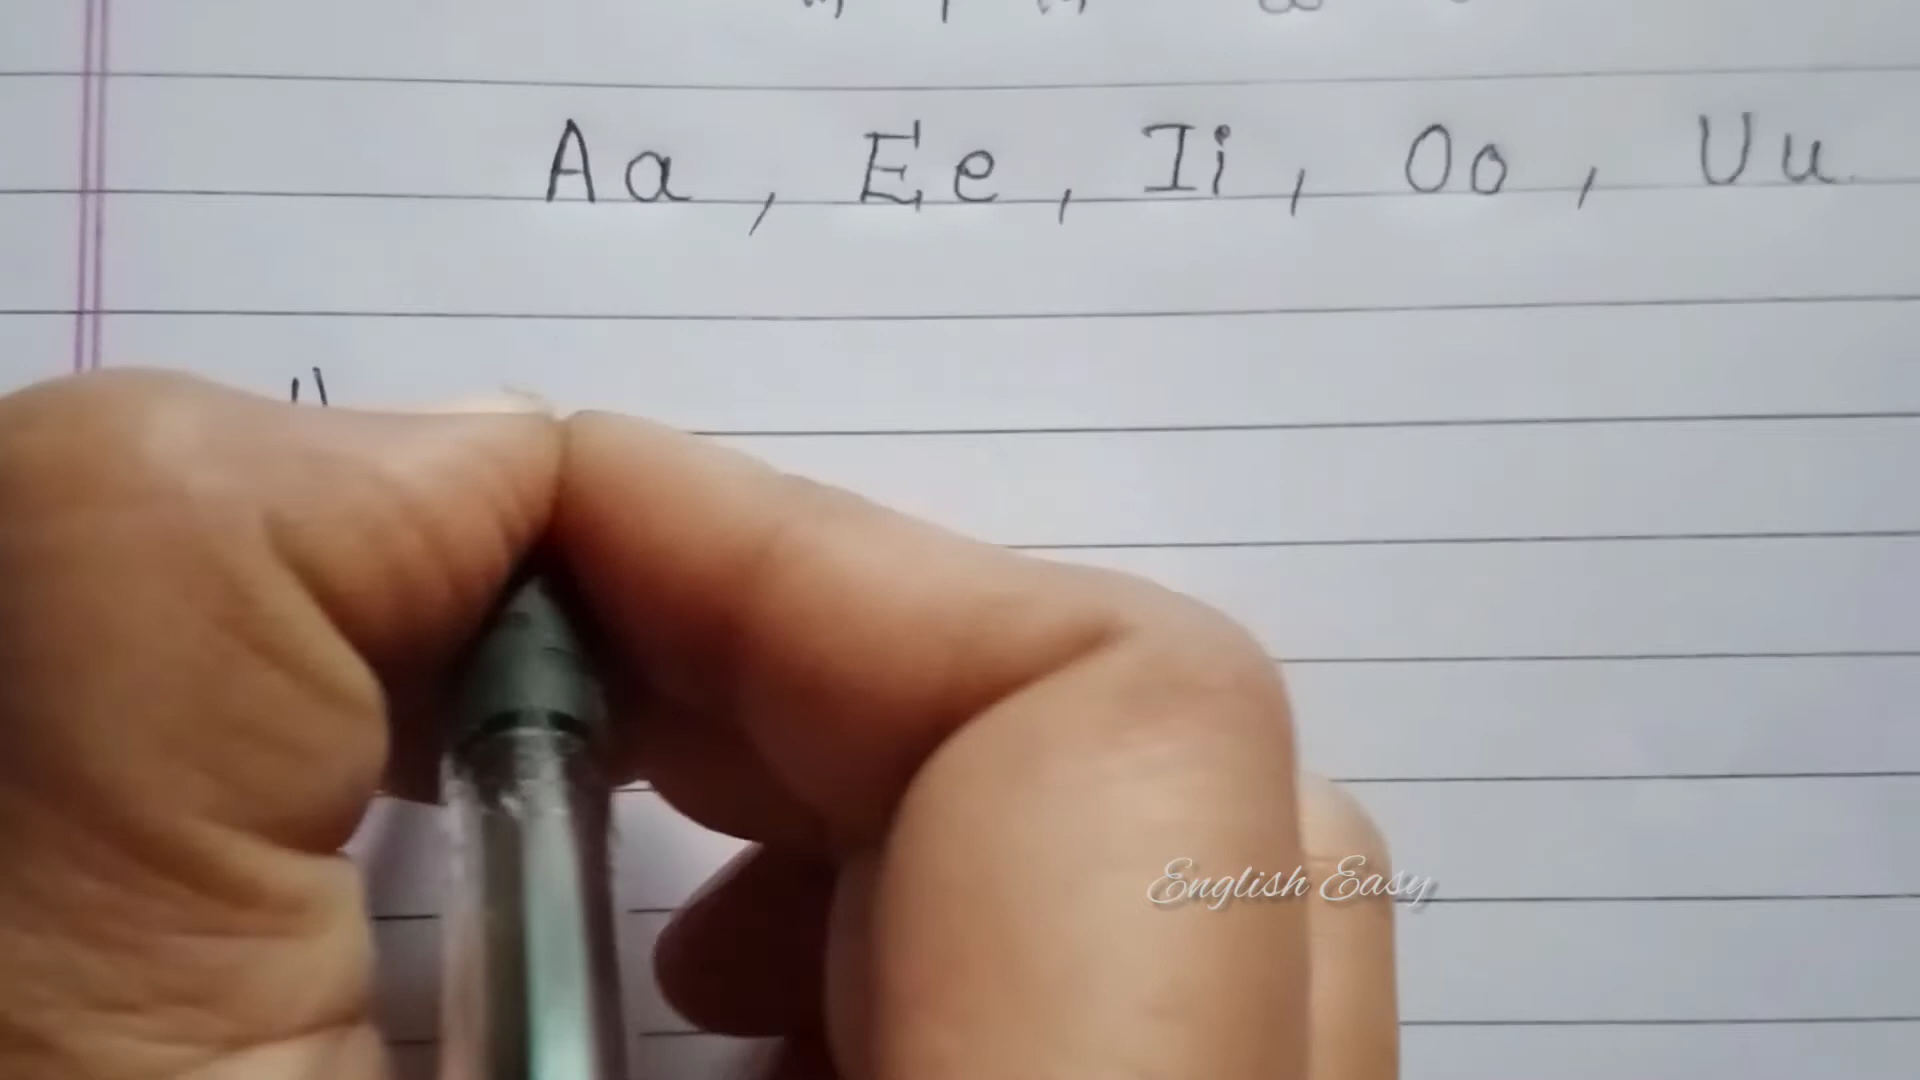 Aa, Ee, Ii, Oo, Uu.
English Easy